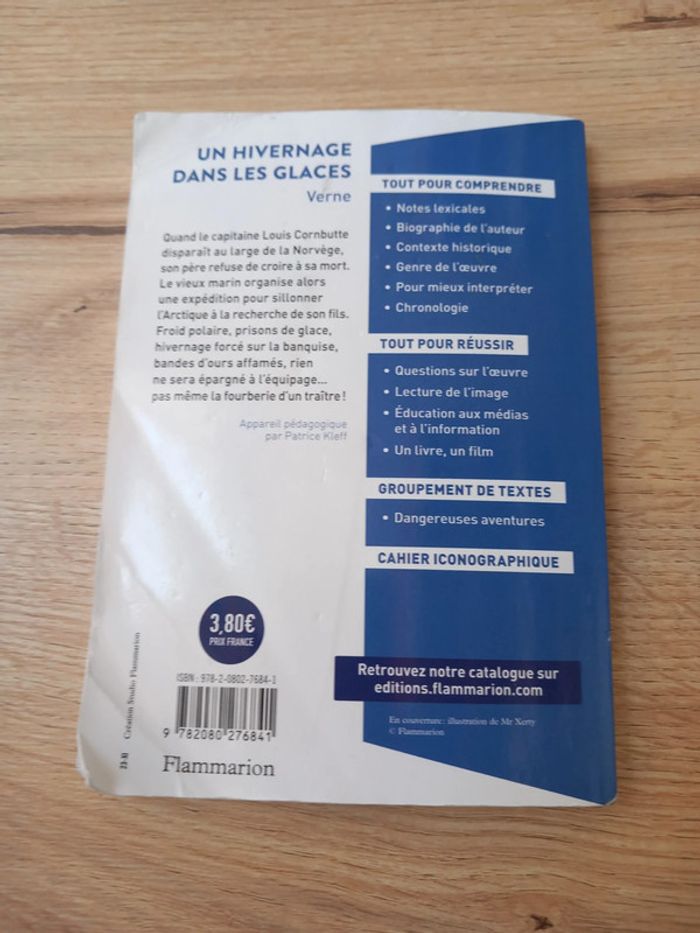 UN HIVERNAGE
DANS LES GLACES
Verne
Quand le capitaine Louis Cornbutte
disparaît au large de la Norvège,
son père refuse de croire à sa mort.
Le vieux marin organise alors
une expédition pour sillonner
l'Arctique à la recherche de son fils.
Froid polaire, prisons de glace,
hivernage forcé sur la banquise,
bandes d'ours affamés, rien
ne sera épargné à l'équipage...
pas même la fourberie d'un traître !
Appareil pédagogique
par Patrice Kleff
3,80€
PRIX FRANCE
ISBN : 978-2-0802-7684-1
9 782080 276841
Flammarion
Création Studio Flammarion
TOUT POUR COMPRENDRE
• Notes lexicales
• Biographie de l'auteur
• Contexte historique
• Genre de l'œuvre
• Pour mieux interpréter
• Chronologie
TOUT POUR RÉUSSIR
• Questions sur l'œuvre
• Lecture de l'image
• Éducation aux médias
et à l'information
• Un livre, un film
GROUPEMENT DE TEXTES
• Dangereuses aventures
CAHIER ICONOGRAPHIQUE
Retrouvez notre catalogue sur
editions.flammarion.com
En couverture : illustration de Mr Xerty
© Flammarion